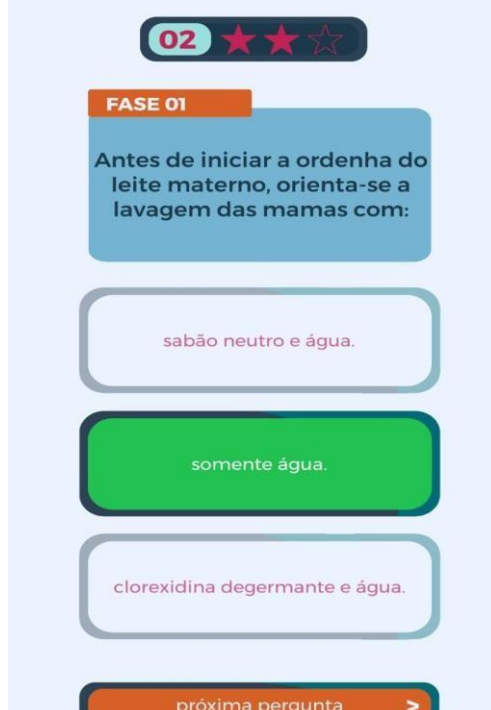 02
FASE 01
Antes de iniciar a ordenha do
leite materno, orienta-se a
lavagem das mamas com:
sabão neutro e água.
somente água.
clorexidina degermante e água.
próxima pergunta >